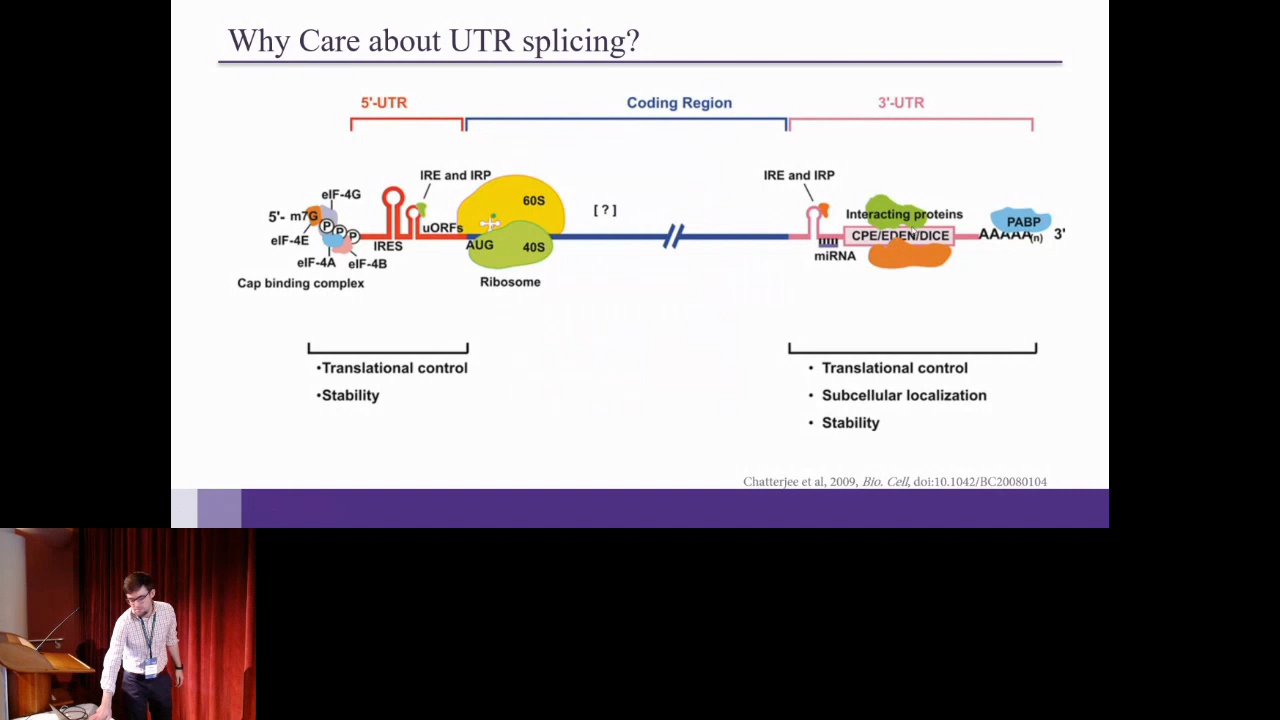 Why Care about UTR splicing?
5'-UTR
Coding Region
3'-UTR
IRE and IRP
IRE and IRP
eIF-4G
60S
[ ? ]
Interacting proteins
5'- m7G
PABP
P P P
uORFs
CPE/EDEN/DICE
AAAAA(n) 3'
eIF-4E
IRES
AUG
40S
miRNA
eIF-4A
eIF-4B
Cap binding complex
Ribosome
•Translational control
•Stability
• Translational control
• Subcellular localization
• Stability
Chatterjee et al, 2009, Bio. Cell, doi:10.1042/BC20080104